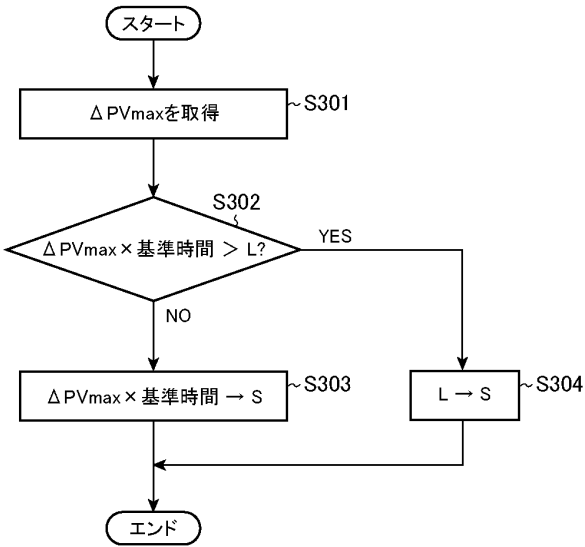 スタート
ΔPVmaxを取得
S301
S302
ΔPVmax×基準時間 > L?
YES
NO
ΔPVmax×基準時間 → S
S303
L → S
S304
エンド